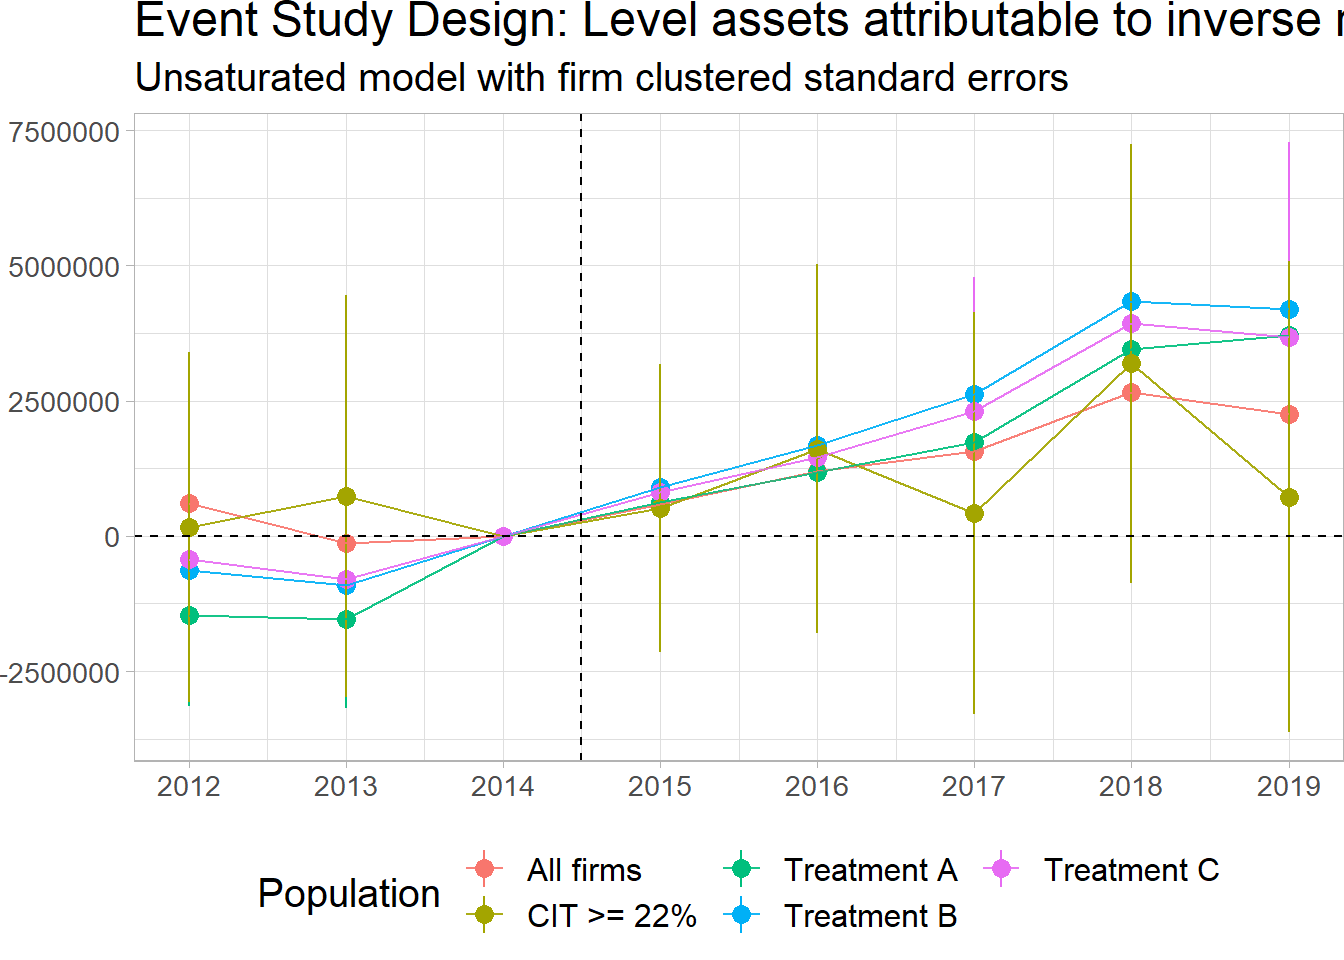 Event Study Design: Level assets attributable to inverse
Unsaturated model with firm clustered standard errors
7500000
5000000
2500000
0
-2500000
2012 2013 2014 2015 2016 2017 2018 2019
Population
All firms Treatment A Treatment C
CIT >= 22% Treatment B